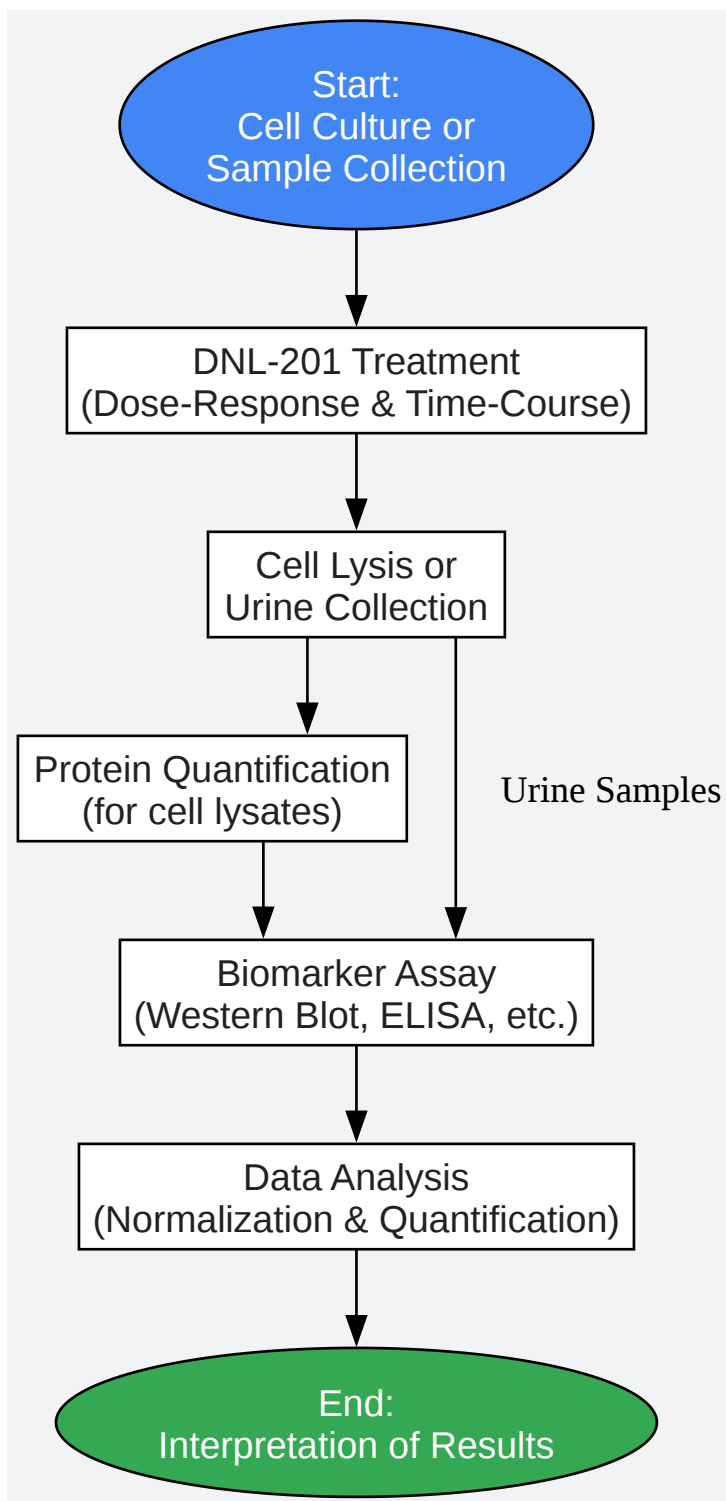 Start:
Cell Culture or
Sample Collection
DNL-201 Treatment
(Dose-Response & Time-Course)
Cell Lysis or
Urine Collection
Protein Quantification
(for cell lysates)
Urine Samples
Biomarker Assay
(Western Blot, ELISA, etc.)
Data Analysis
(Normalization & Quantification)
End:
Interpretation of Results